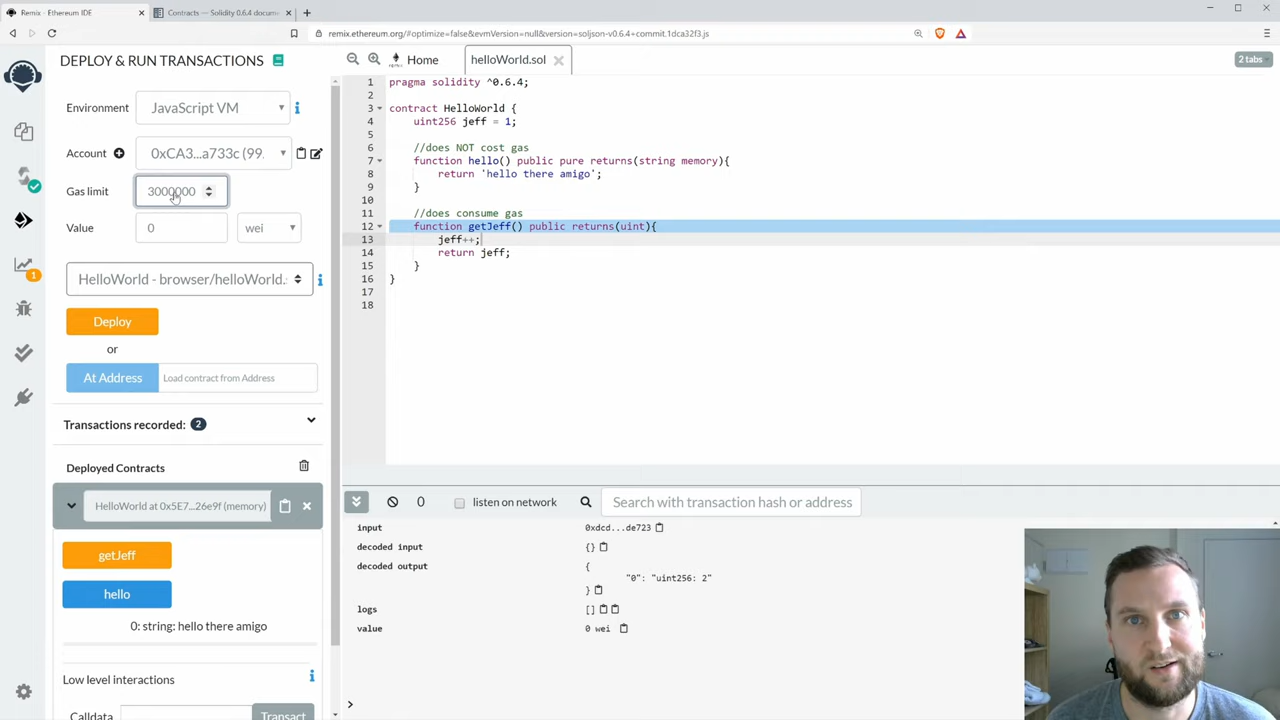 Remix - Ethereum IDE
Contracts — Solidity 0.6.4 docum
remix.ethereum.org/#optimize=false&evmVersion=null&version=soljson-v0.6.4+commit.1dca32f3.js
DEPLOY & RUN TRANSACTIONS
Environment
JavaScript VM
Account
0xCA3...a733c (99.
Gas limit
3000000
Value
0
wei
HelloWorld - browser/helloWorld.s
Deploy
or
At Address
Load contract from Address
Transactions recorded: 2
Deployed Contracts
HelloWorld at 0x5E7...26e9f (memory)
getJeff
hello
0: string: hello there amigo
Low level interactions
Calldata
Transact
1
Home
helloWorld.sol
2 tabs
1 pragma solidity ^0.6.4;
2
3 contract HelloWorld {
4 uint256 jeff = 1;
5
6 //does NOT cost gas
7 function hello() public pure returns(string memory){
8 return 'hello there amigo';
9 }
10
11 //does consume gas
12 function getJeff() public returns(uint){
13 jeff++;
14 return jeff;
15 }
16 }
17
18
0
listen on network
Search with transaction hash or address
input 0xdcd...de723
decoded input {}
decoded output {
"0": "uint256: 2"
}
logs []
value 0 wei
>